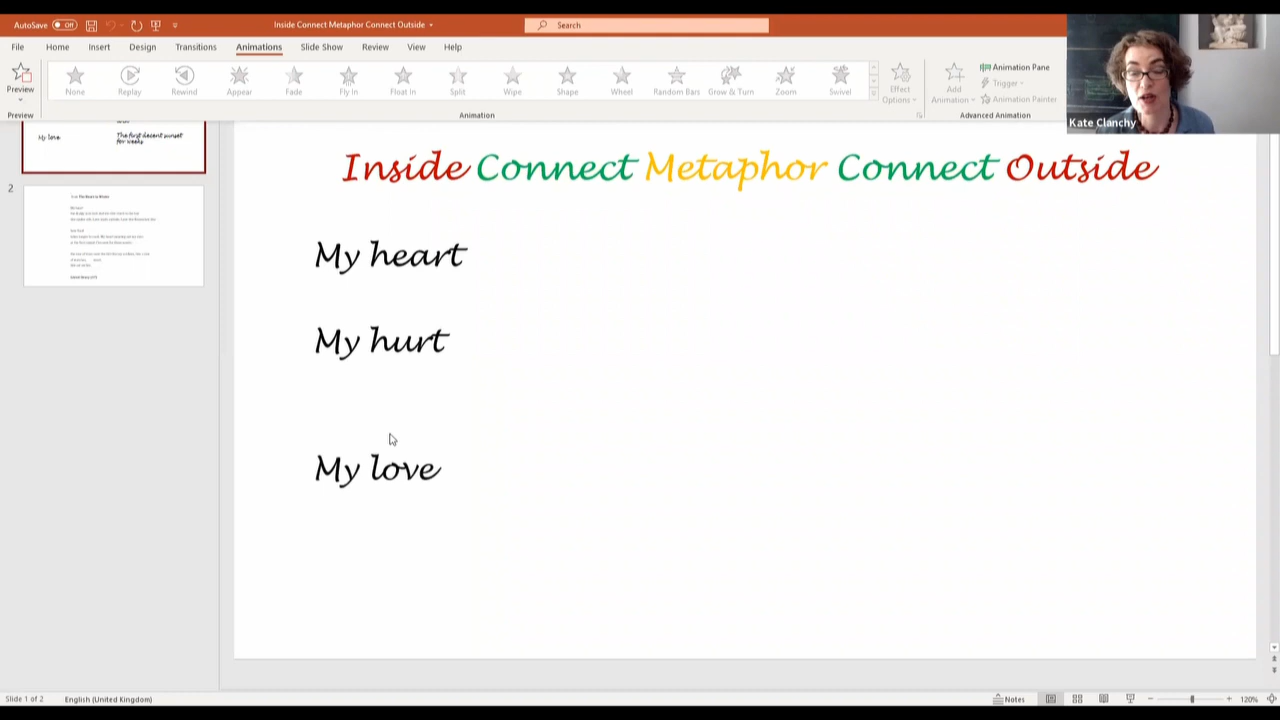 AutoSave Off Inside Connect Metaphor Connect Outside Search
File Home Insert Design Transitions Animations Slide Show Review View Help
Preview None Replay Rewind Appear Fade Fly In Float In Split Wipe Shape Wheel Random Bars Grow & Turn Zoom Swivel Effect Options Add Animation Animation Pane
Trigger
Animation Painter
Preview Animation Advanced Animation
Kate Clanchy
My love The first decent sunset
for weeks
2
Inside Connect Metaphor Connect Outside
My heart
My hurt
My love
Slide 1 of 2 English (United Kingdom) Notes 120%